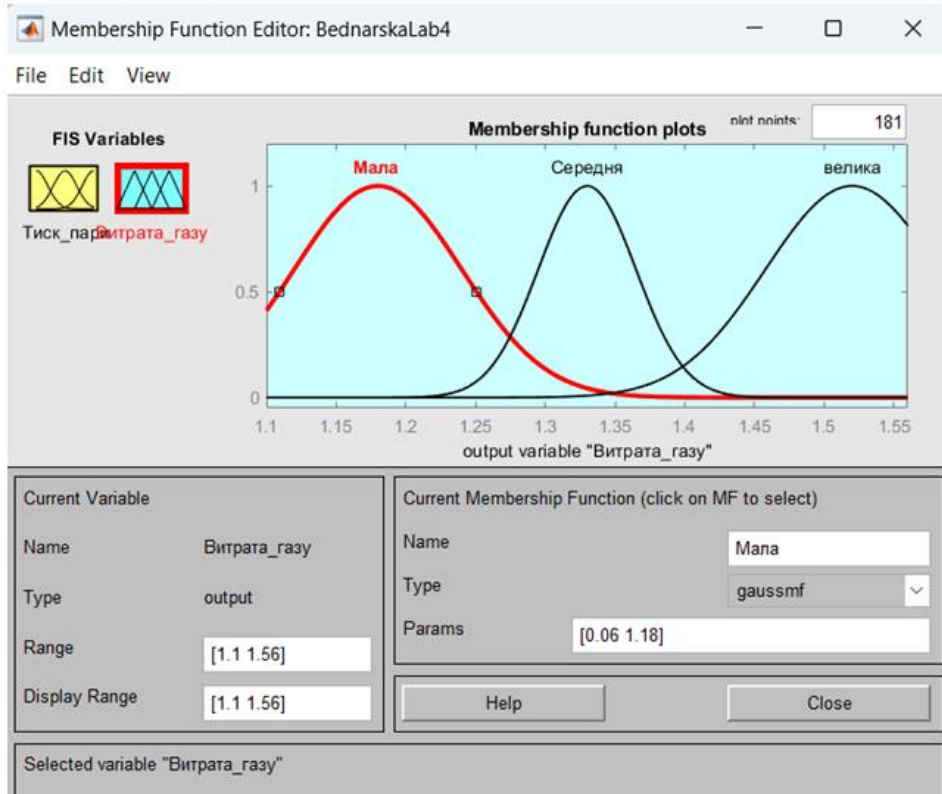 Membership Function Editor: BednarskaLab4
File Edit View
FIS Variables
Membership function plots
plot points:
181
Тиск_пари
Витрата_газу
Мала
Середня
велика
1
0.5
0
1.1 1.15 1.2 1.25 1.3 1.35 1.4 1.45 1.5 1.55
output variable "Витрата_газу"
Current Variable
Name Витрата_газу
Type output
Range [1.1 1.56]
Display Range [1.1 1.56]
Current Membership Function (click on MF to select)
Name Мала
Type gaussmf
Params [0.06 1.18]
Help Close
Selected variable "Витрата_газу"